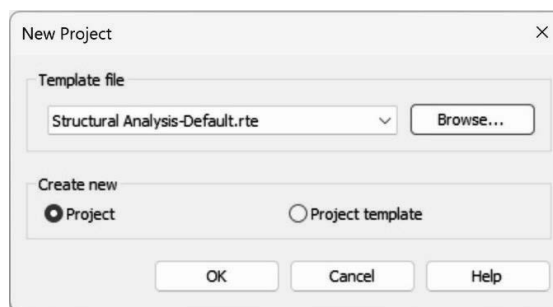 New Project
Template file
Structural Analysis-Default.rte
Browse...
Create new
Project
Project template
OK
Cancel
Help